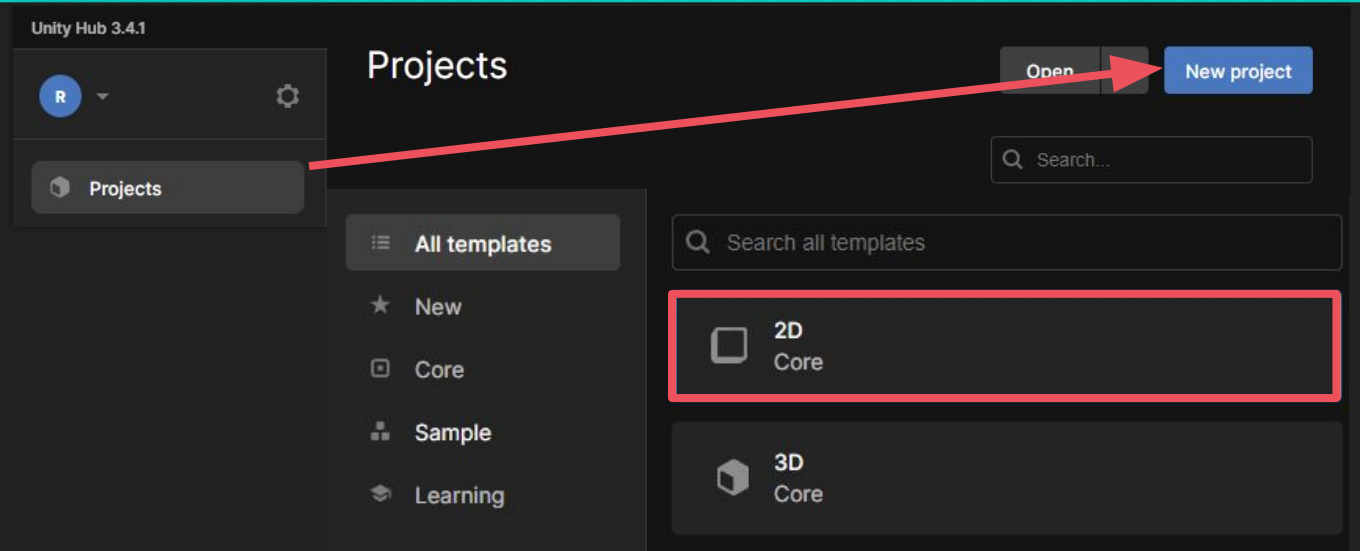 Unity Hub 3.4.1
R
Projects
Projects
Open
New project
Search...
All templates
New
Core
Sample
Learning
Search all templates
2D
Core
3D
Core